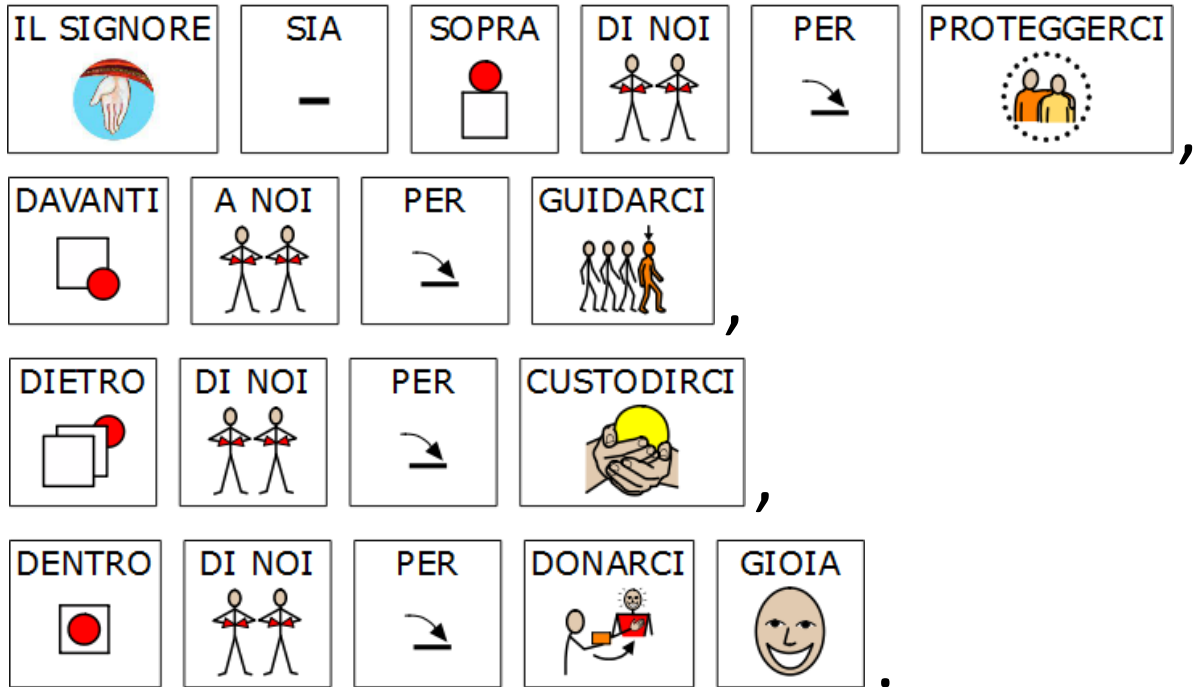 IL SIGNORE SIA SOPRA DI NOI PER PROTEGGERCI,
DAVANTI A NOI PER GUIDARCI,
DIETRO DI NOI PER CUSTODIRCI,
DENTRO DI NOI PER DONARCI GIOIA.